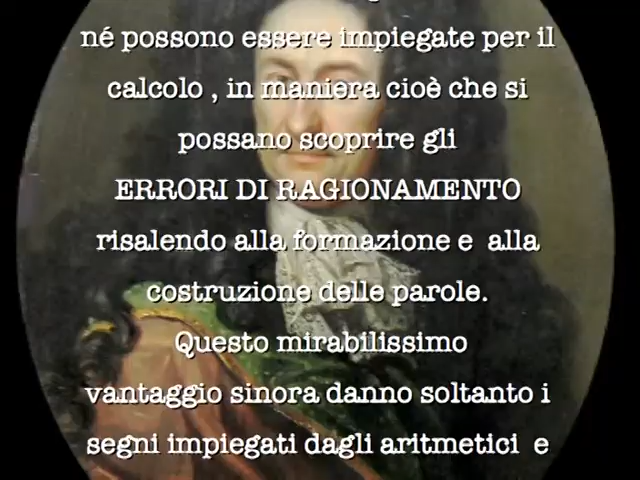 né possono essere impiegate per il
calcolo , in maniera cioè che si
possano scoprire gli
ERRORI DI RAGIONAMENTO
risalendo alla formazione e alla
costruzione delle parole.
Questo mirabilissimo
vantaggio sinora danno soltanto i
segni impiegati dagli aritmetici e